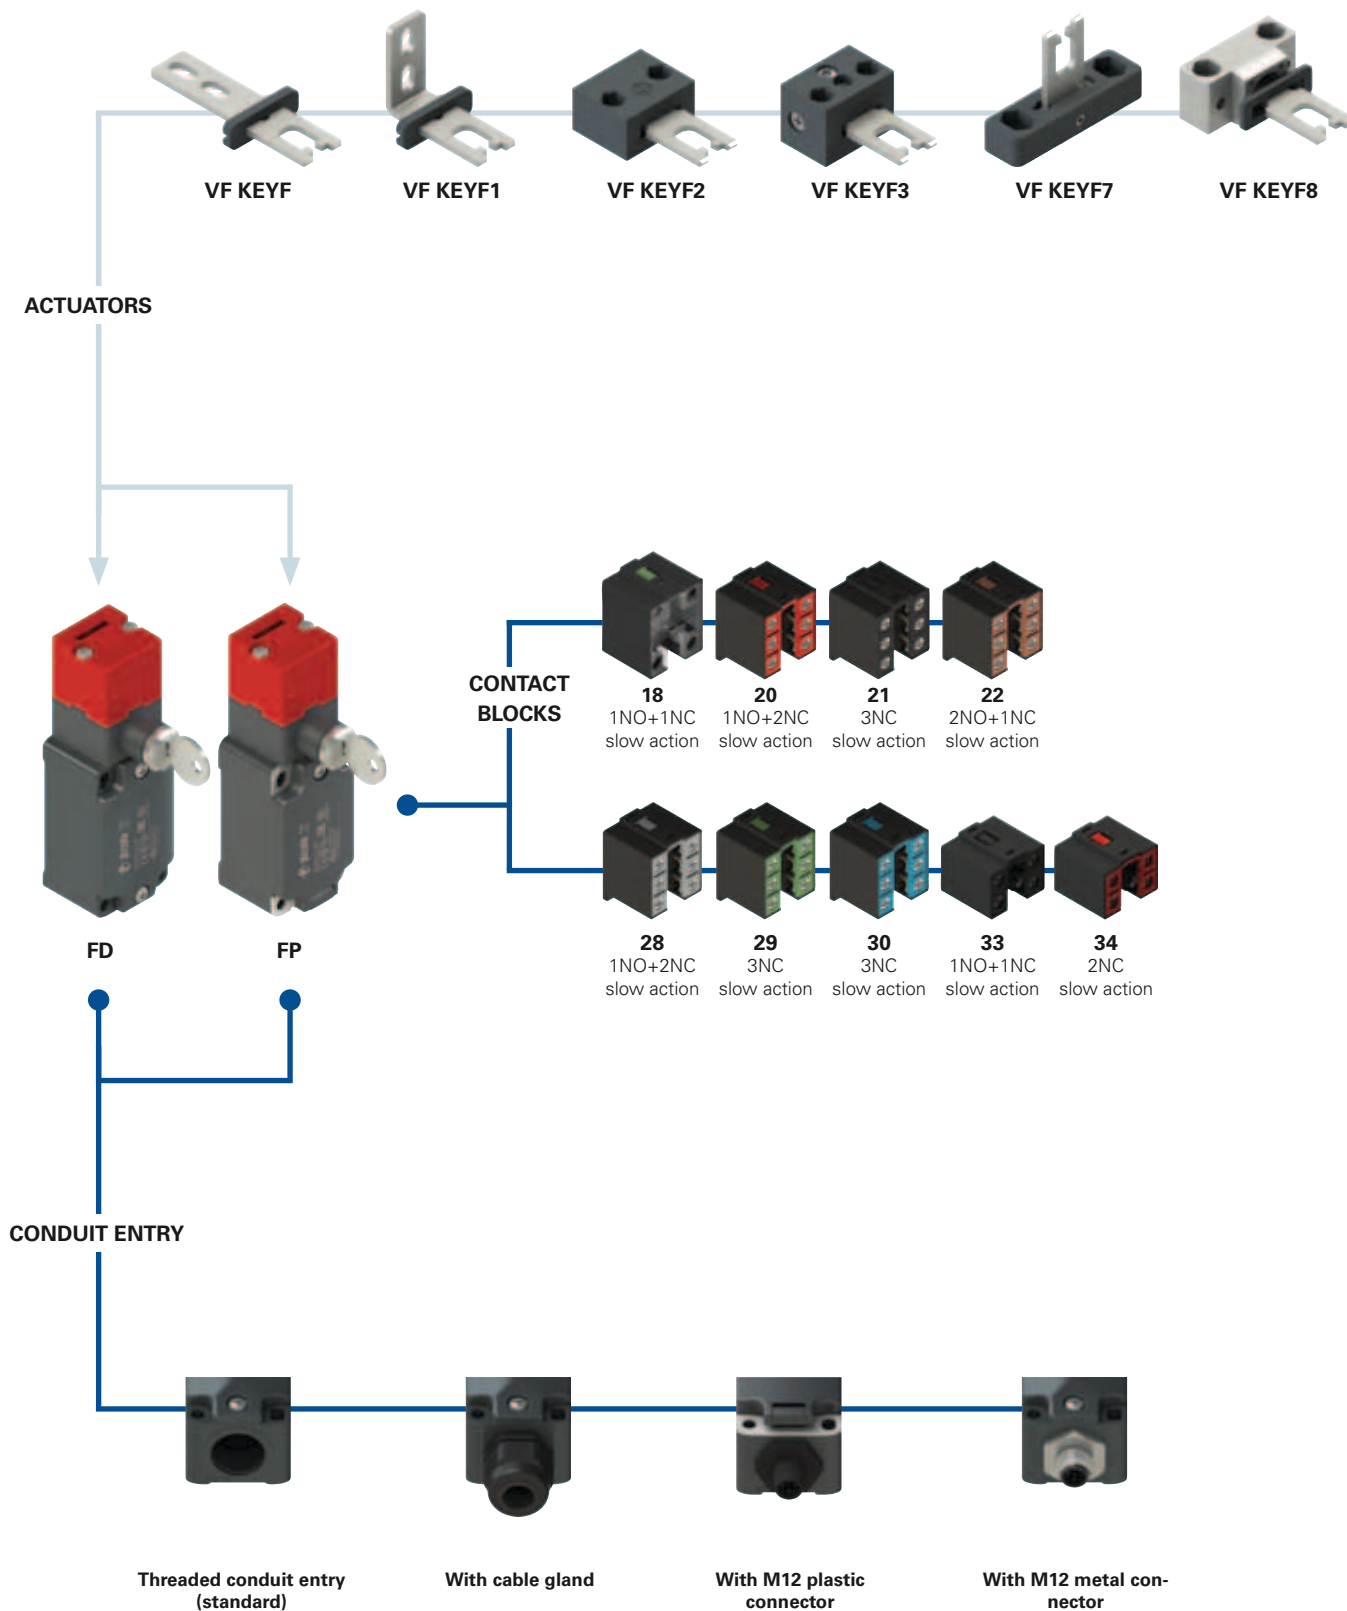 VF KEYF
VF KEYF1
VF KEYF2
VF KEYF3
VF KEYF7
VF KEYF8
ACTUATORS
CONTACT
BLOCKS
18
1NO+1NC
slow action
20
1NO+2NC
slow action
21
3NC
slow action
22
2NO+1NC
slow action
28
1NO+2NC
slow action
29
3NC
slow action
30
3NC
slow action
33
1NO+1NC
slow action
34
2NC
slow action
FD
FP
CONDUIT ENTRY
Threaded conduit entry
(standard)
With cable gland
With M12 plastic
connector
With M12 metal con-
nector